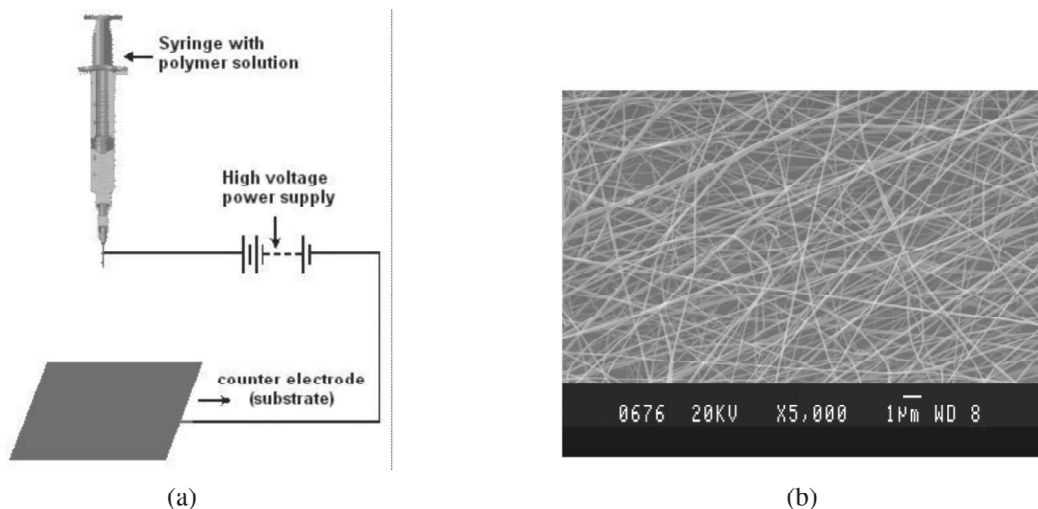 Syringe with
polymer solution
High voltage
power supply
counter electrode
(substrate)
0676 20KV X5,000 1µm WD 8
(a)
(b)